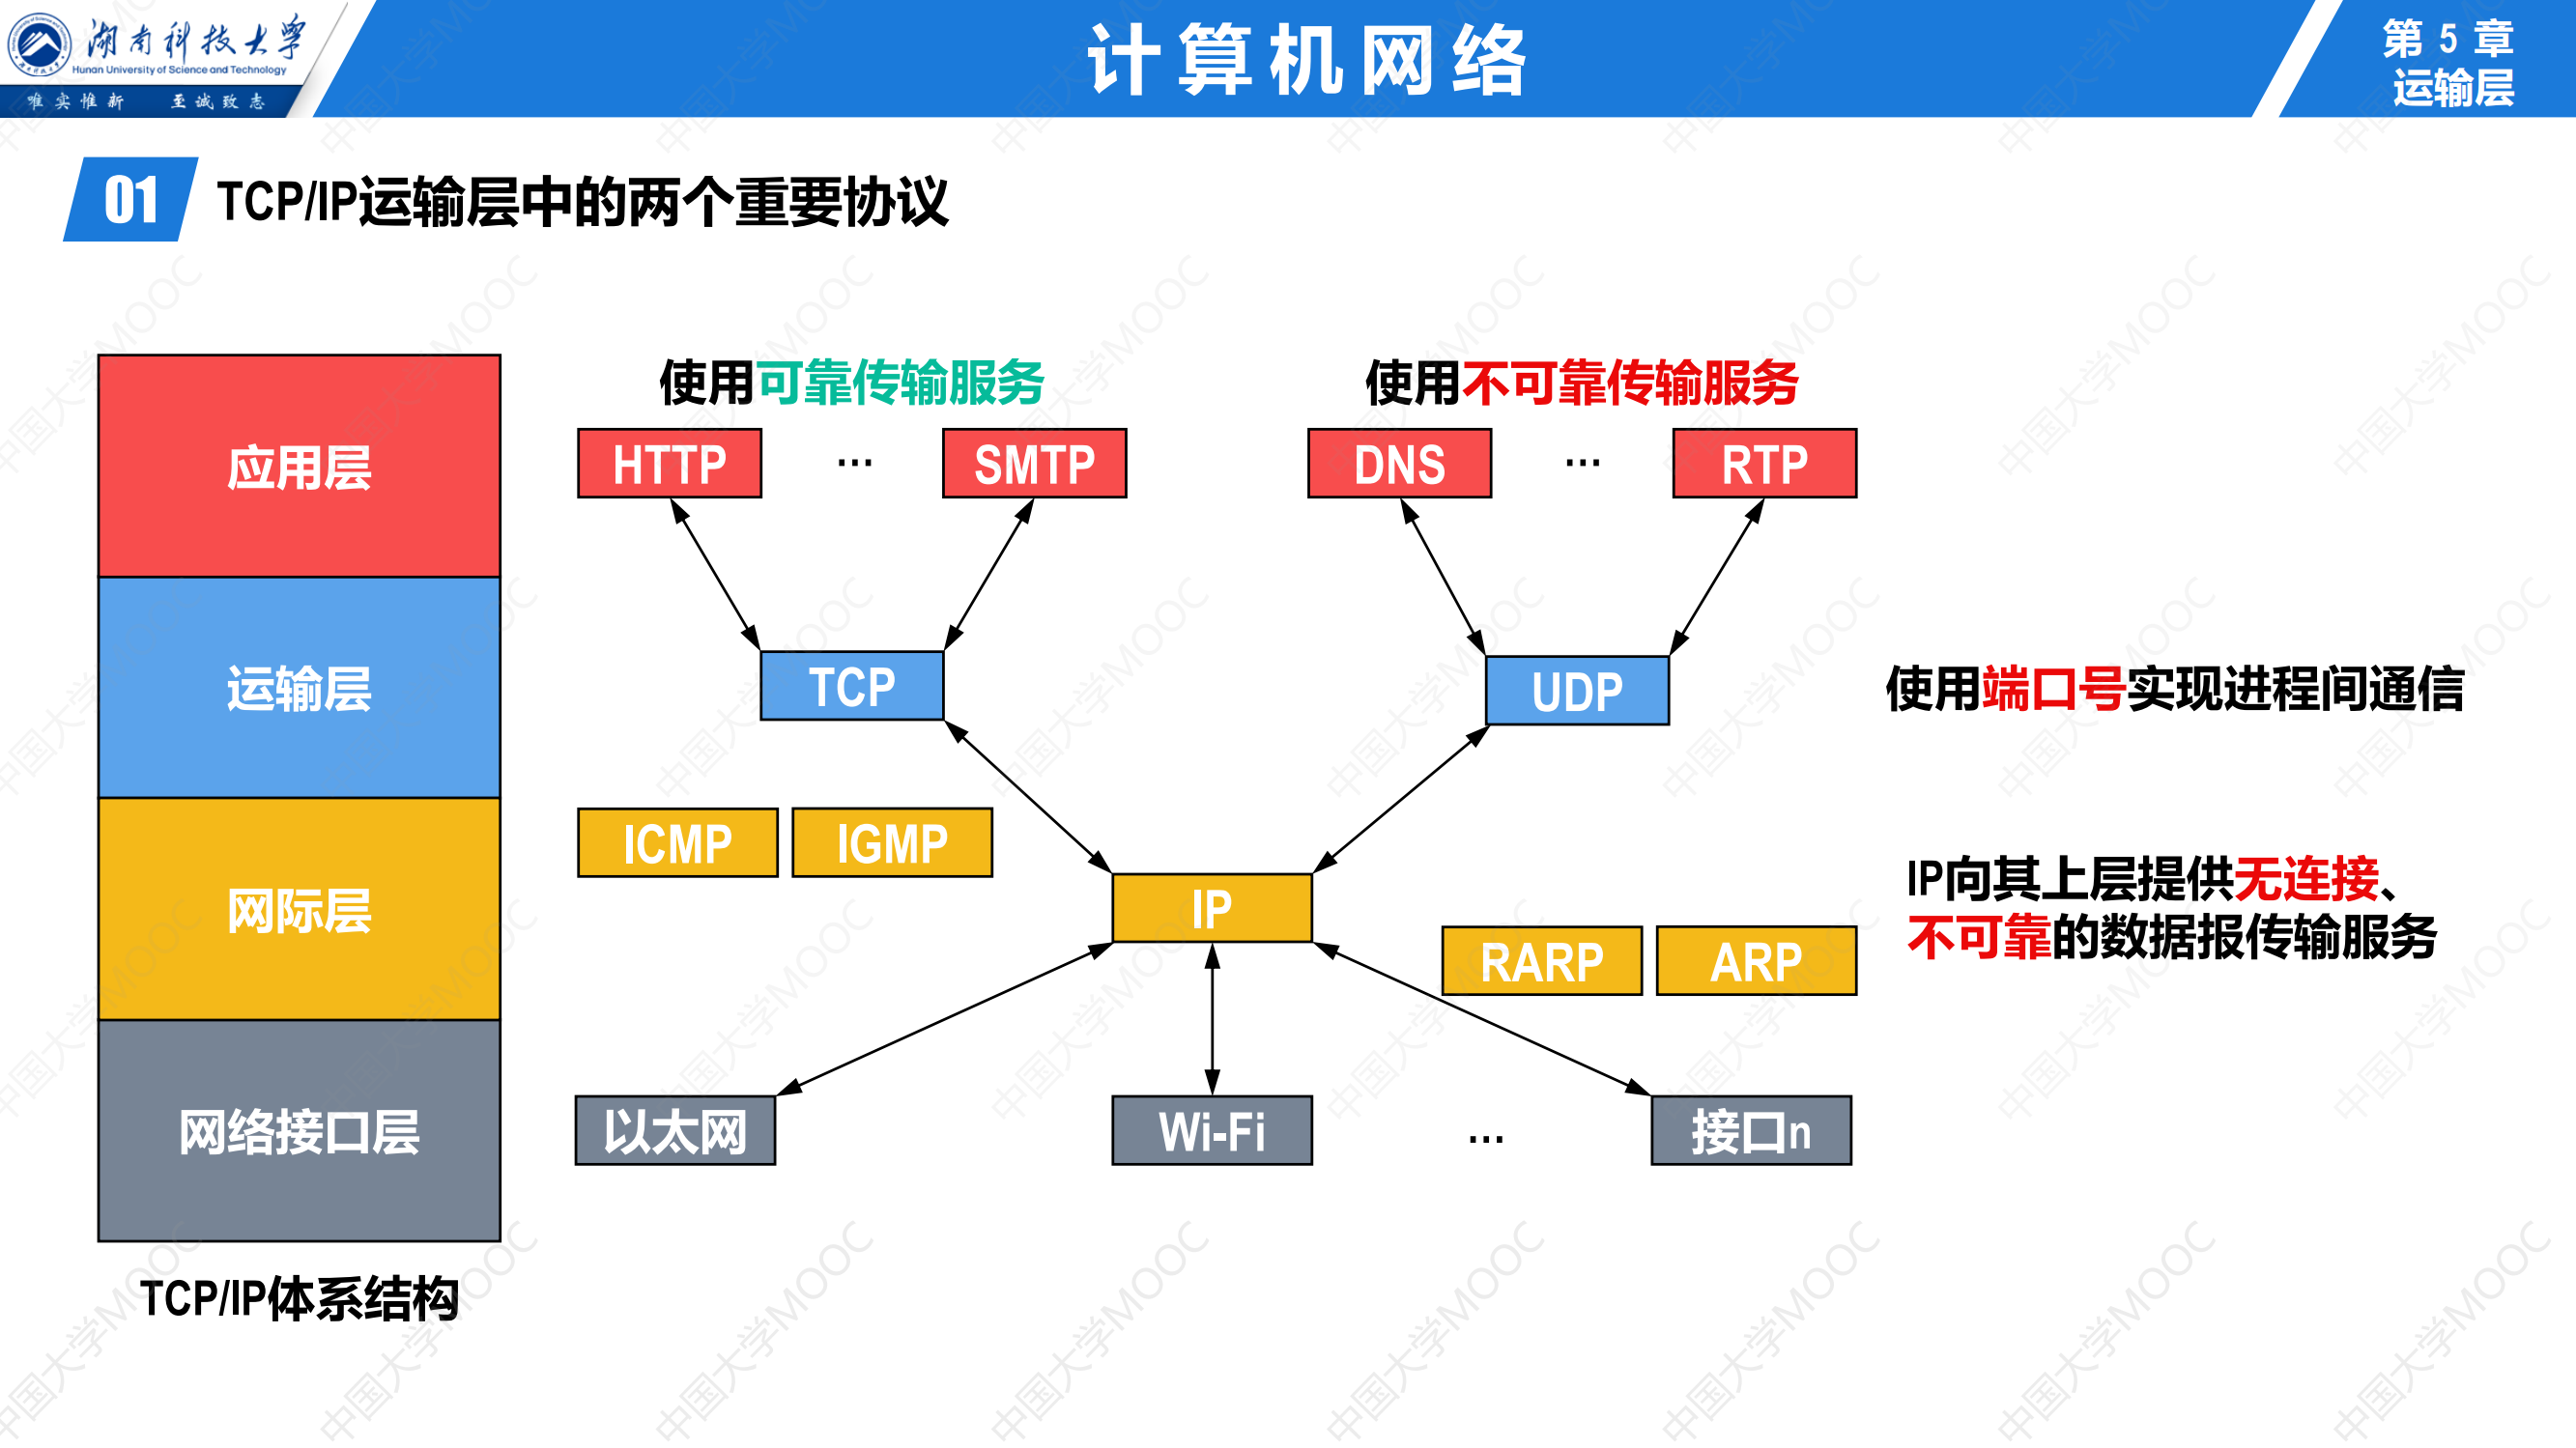 湖南科技大学
Hunan University of Science and Technology
唯实惟新 至诚致志
计算机网络
第 5 章
运输层
01 TCP/IP运输层中的两个重要协议
使用可靠传输服务 使用不可靠传输服务
应用层 HTTP … SMTP DNS … RTP
运输层 TCP UDP 使用端口号实现进程间通信
ICMP IGMP
网际层 IP RARP ARP
IP向其上层提供无连接、
不可靠的数据报传输服务
网络接口层 以太网 Wi-Fi … 接口n
TCP/IP体系结构
中国大学MOOC